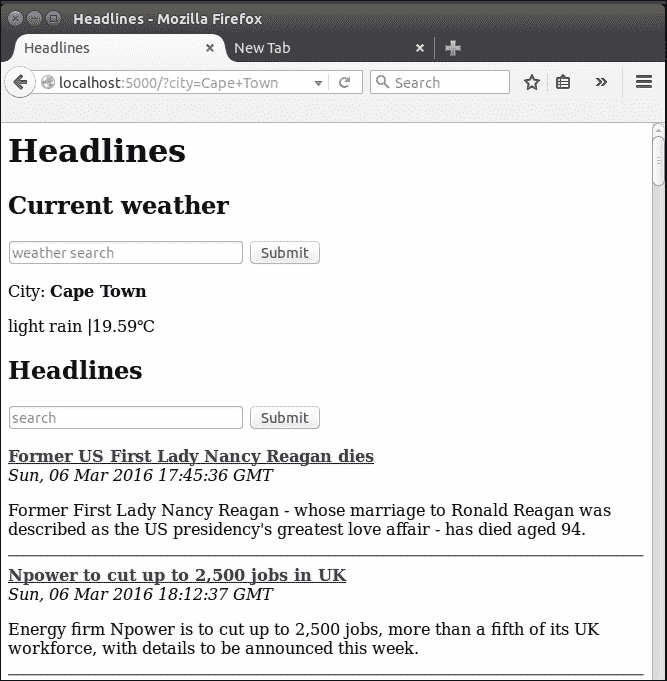 Headlines - Mozilla Firefox
Headlines
New Tab
localhost:5000/?city=Cape+Town
Search
Headlines
Current weather
weather search
Submit
City: Cape Town
light rain |19.59℃
Headlines
search
Submit
Former US First Lady Nancy Reagan dies
Sun, 06 Mar 2016 17:45:36 GMT
Former First Lady Nancy Reagan - whose marriage to Ronald Reagan was
described as the US presidency's greatest love affair - has died aged 94.
Npower to cut up to 2,500 jobs in UK
Sun, 06 Mar 2016 18:12:37 GMT
Energy firm Npower is to cut up to 2,500 jobs, more than a fifth of its UK
workforce, with details to be announced this week.